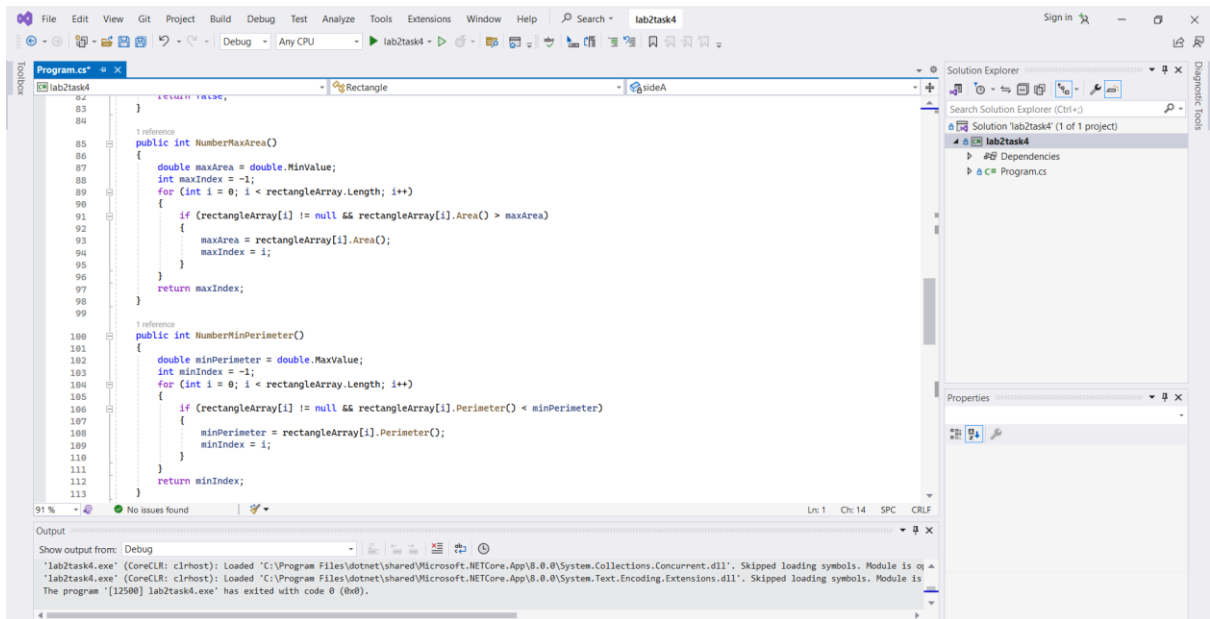 File Edit View Git Project Build Debug Test Analyze Tools Extensions Window Help Search lab2task4 Sign in
Debug Any CPU lab2task4
Toolbox
Program.cs*
lab2task4 Rectangle sideA
82 return false;
83 }
84
1 reference
85 public int NumberMaxArea()
86 {
87 double maxArea = double.MinValue;
88 int maxIndex = -1;
89 for (int i = 0; i < rectangleArray.Length; i++)
90 {
91 if (rectangleArray[i] != null && rectangleArray[i].Area() > maxArea)
92 {
93 maxArea = rectangleArray[i].Area();
94 maxIndex = i;
95 }
96 }
97 return maxIndex;
98 }
99
1 reference
100 public int NumberMinPerimeter()
101 {
102 double minPerimeter = double.MaxValue;
103 int minIndex = -1;
104 for (int i = 0; i < rectangleArray.Length; i++)
105 {
106 if (rectangleArray[i] != null && rectangleArray[i].Perimeter() < minPerimeter)
107 {
108 minPerimeter = rectangleArray[i].Perimeter();
109 minIndex = i;
110 }
111 }
112 return minIndex;
113 }
91 % No issues found Ln: 1 Ch: 14 SPC CRLF
Output
Show output from: Debug
'lab2task4.exe' (CoreCLR: clrhost): Loaded 'C:\Program Files\dotnet\shared\Microsoft.NETCore.App\8.0.0\System.Collections.Concurrent.dll'. Skipped loading symbols. Module is
'lab2task4.exe' (CoreCLR: clrhost): Loaded 'C:\Program Files\dotnet\shared\Microsoft.NETCore.App\8.0.0\System.Text.Encoding.Extensions.dll'. Skipped loading symbols. Module is
The program '[12500] lab2task4.exe' has exited with code 0 (0x0).
Solution Explorer
Search Solution Explorer (Ctrl+;)
Solution 'lab2task4' (1 of 1 project)
lab2task4
Dependencies
C# Program.cs
Properties
Diagnostic Tools